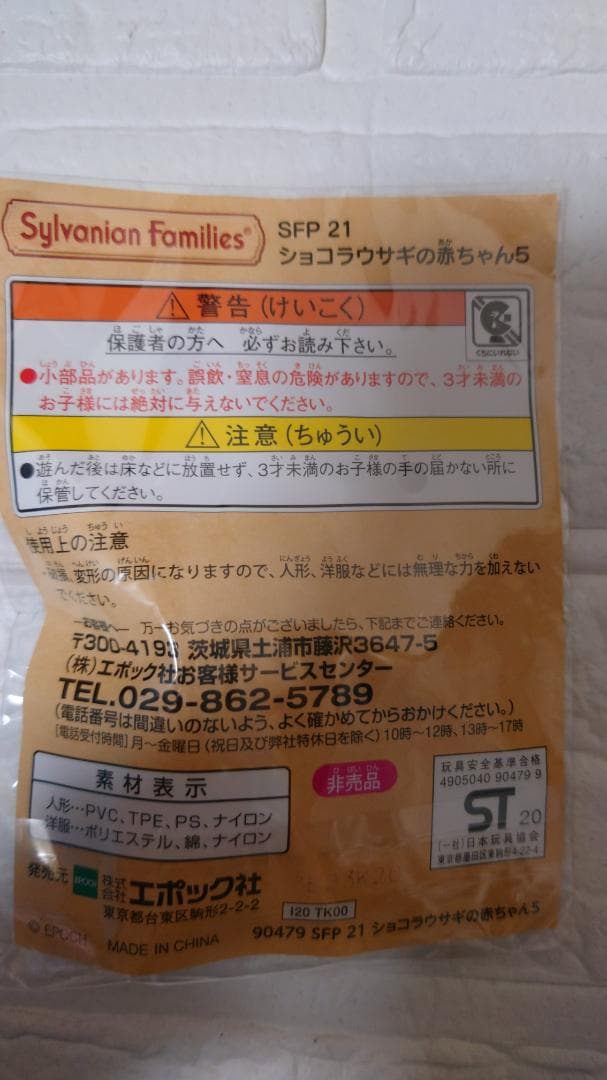 Sylvanian Families®
SFP 21
ショコラウサギの赤ちゃん5
警告(けいこく)
保護者の方へ 必ずお読み下さい。
くちにいれない
●小部品があります。誤飲・窒息の危険がありますので、3才未満の
お子様には絶対に与えないでください。
注意(ちゅうい)
●遊んだ後は床などに放置せず、3才未満のお子様の手の届かない所に
保管してください。
使用上の注意
変形の原因になりますので、人形、洋服などには無理な力を加えない
でください。
万一お気づきの点がございましたら、下記までご連絡ください。
〒300-4193 茨城県土浦市藤沢3647-5
(株)エポック社お客様サービスセンター
TEL.029-862-5789
(電話番号は間違いのないよう、よく確かめてからおかけください。)
[電話受付時間]月~金曜日(祝日及び弊社特休日を除く)10時~12時、13時~17時
素材表示
人形…PVC、TPE、PS、ナイロン
洋服…ポリエステル、綿、ナイロン
非売品
玩具安全基準合格
4905040 90479 9
ST 20
(一社)日本玩具協会
東京都墨田区東駒形4-22-4
発売元 EPOCH 株式会社エポック社
東京都台東区駒形2-2-2
I20 TK00
© EPOCH MADE IN CHINA
90479 SFP 21 ショコラウサギの赤ちゃん5